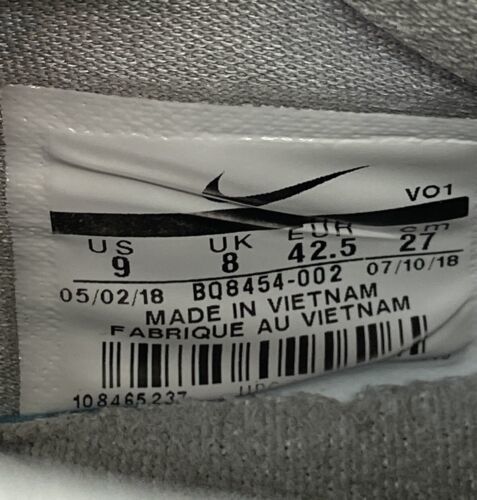 VO1
US UK EUR cm
9 8 42.5 27
05/02/18 BQ8454-002 07/10/18
MADE IN VIETNAM
FABRIQUE AU VIETNAM
108465237